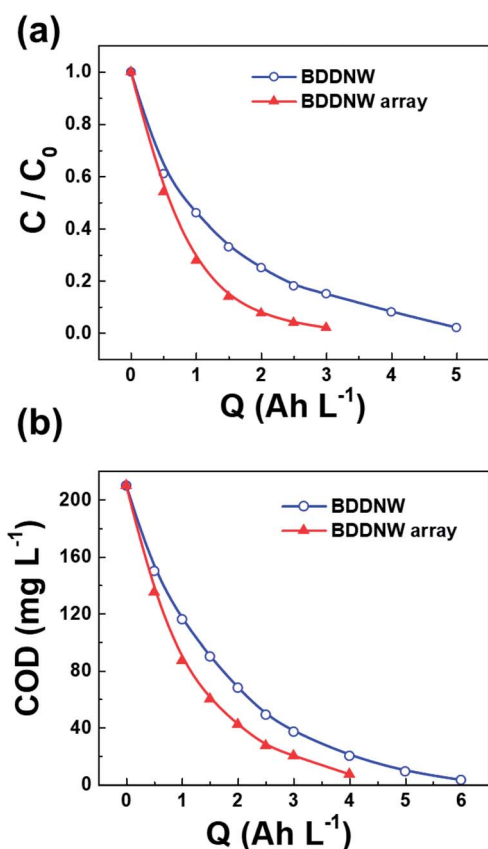 (a)
BDDNW
BDDNW array
1.0
0.8
0.6
0.4
0.2
0.0
C / C₀
0 1 2 3 4 5
Q (Ah L⁻¹)
(b)
BDDNW
BDDNW array
200
160
120
80
40
0
COD (mg L⁻¹)
0 1 2 3 4 5 6
Q (Ah L⁻¹)